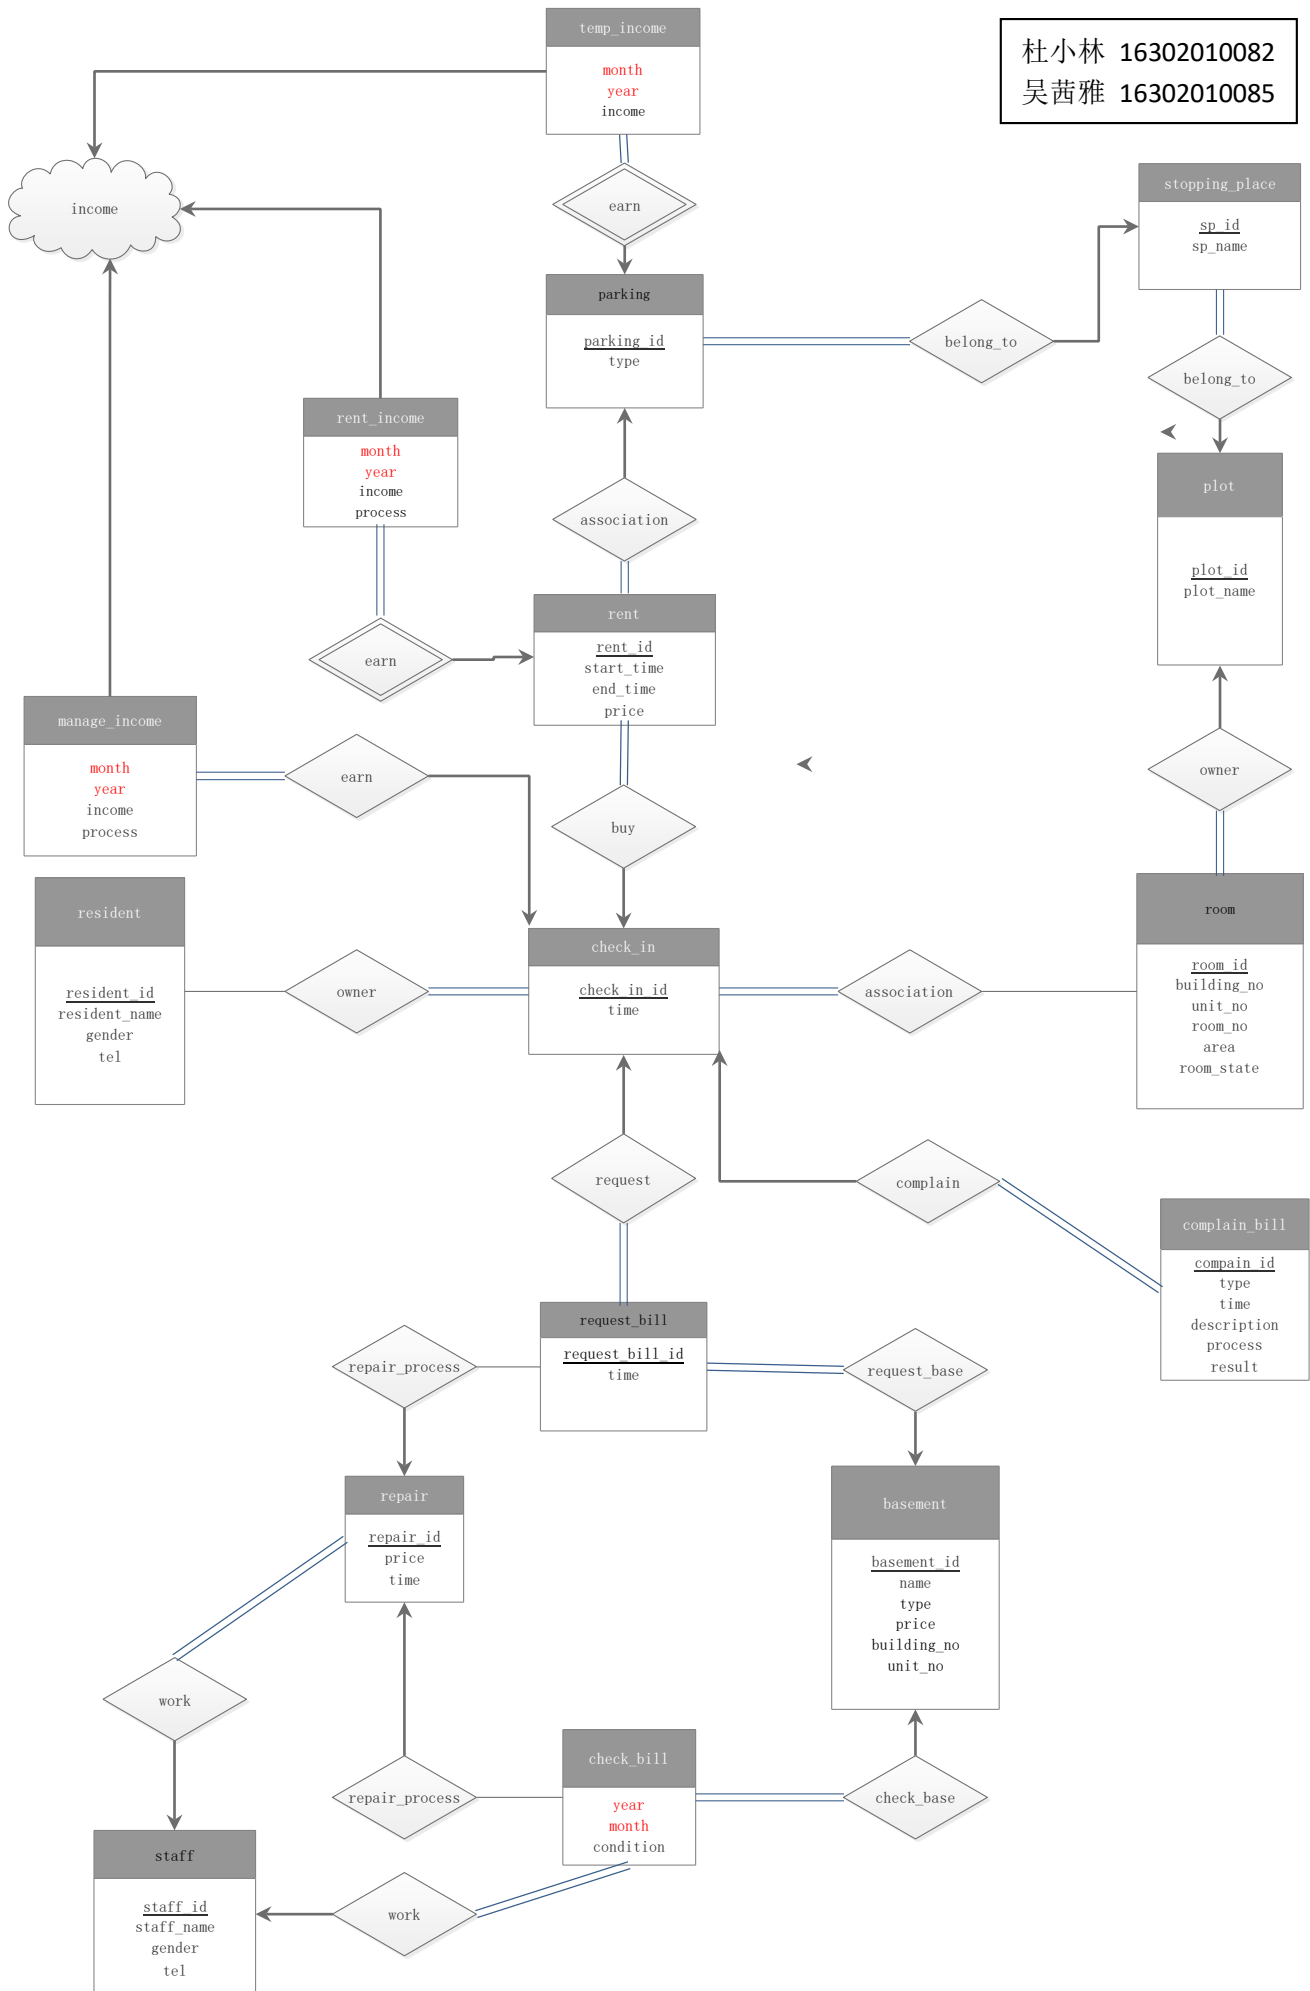 temp_income
month
year
income
杜小林 16302010082
吴茜雅 16302010085
income
earn
stopping_place
sp_id
sp_name
parking
parking_id
type
belong_to
belong_to
rent_income
month
year
income
process
association
plot
plot_id
plot_name
earn
rent
rent_id
start_time
end_time
price
manage_income
month
year
income
process
earn
buy
owner
resident
resident_id
resident_name
gender
tel
owner
check_in
check_in_id
time
association
room
room_id
building_no
unit_no
room_no
area
room_state
request
complain
complain_bill
compain_id
type
time
description
process
result
request_bill
request_bill_id
time
repair_process
request_base
repair
repair_id
price
time
basement
basement_id
name
type
price
building_no
unit_no
work
repair_process
check_bill
year
month
condition
check_base
staff
staff_id
staff_name
gender
tel
work